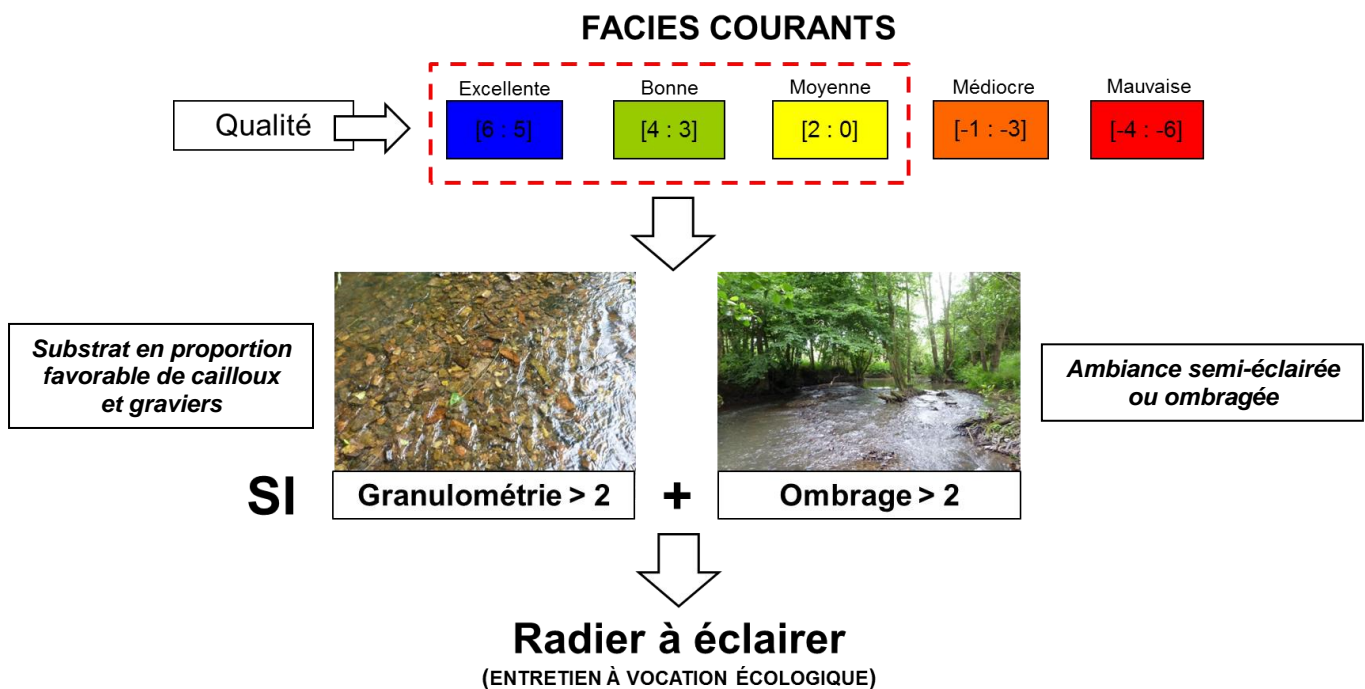 FACIES COURANTS
Excellente
Bonne
Moyenne
Médiocre
Mauvaise
Qualité
[6 : 5]
[4 : 3]
[2 : 0]
[-1 : -3]
[-4 : -6]
Substrat en proportion
favorable de cailloux
et graviers
Ambiance semi-éclairée
ou ombragée
SI
Granulométrie > 2
+
Ombrage > 2
Radier à éclairer
(ENTRETIEN À VOCATION ÉCOLOGIQUE)